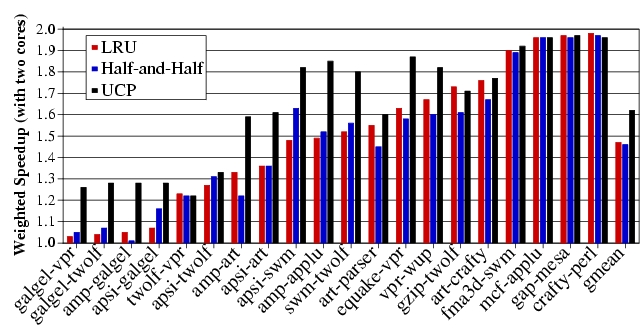 Weighted Speedup (with two cores)
2.0
1.9
1.8
1.7
1.6
1.5
1.4
1.3
1.2
1.1
1.0
LRU
Half-and-Half
UCP
galgel-vpr
galgel-twolf
amp-galgel
apsi-galgel
twolf-vpr
apsi-twolf
amp-art
apsi-art
apsi-swm
amp-applu
swm-twolf
art-parser
equake-vpr
vpr-wup
gzip-twolf
art-crafty
fma3d-swm
mcf-applu
gap-mesa
crafty-perl
gmean